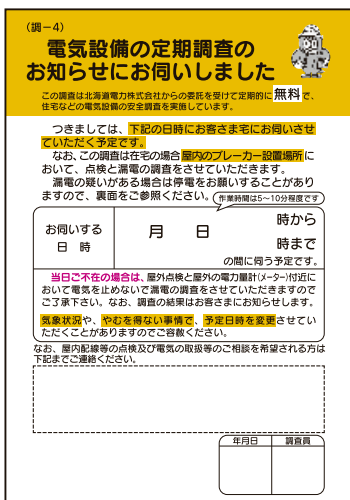 （調－4）
電気設備の定期調査の
お知らせにお伺いしました
この調査は北海道電力株式会社からの委託を受けて定期的に無料で、
住宅などの電気設備の安全調査を実施しています。
つきましては、下記の日時にお客さま宅にお伺いさせ
ていただく予定です。
なお、この調査は在宅の場合屋内のブレーカー設置場所に
おいて、点検と漏電の調査をさせていただきます。
漏電の疑いがある場合は停電をお願いすることがあり
ますので、裏面をご参照ください。
作業時間は5～10分程度です
お伺いする
日時
月 日
時から
時まで
の間に伺う予定です。
当日ご不在の場合は、屋外点検と屋外の電力量計(メーター)付近に
おいて電気を止めないで漏電の調査をさせていただきますので
ご了承下さい。なお、調査の結果はお客さまにお知らせします。
気象状況や、やむを得ない事情で、予定日時を変更させてい
ただくことがありますのでご容赦ください。
なお、屋内配線等の点検及び電気の取扱等のご相談を希望される方は
下記までご連絡ください。
年月日 調査員